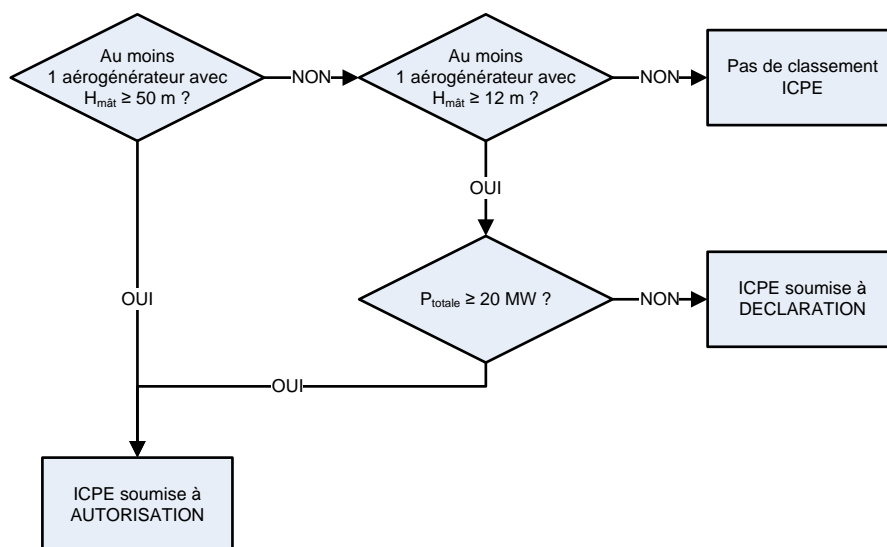 Au moins
1 aérogénérateur avec
Hmât ≥ 50 m ?
NON
Au moins
1 aérogénérateur avec
Hmât ≥ 12 m ?
NON
Pas de classement
ICPE
OUI
OUI
Ptotale ≥ 20 MW ?
NON
ICPE soumise à
DECLARATION
OUI
ICPE soumise à
AUTORISATION